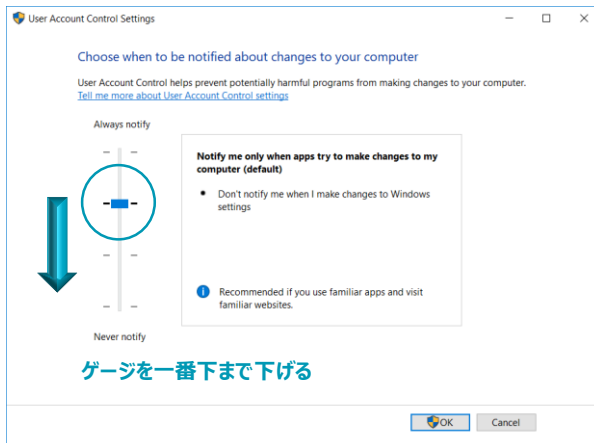 User Account Control Settings
Choose when to be notified about changes to your computer
User Account Control helps prevent potentially harmful programs from making changes to your computer.
Tell me more about User Account Control settings
Always notify
Notify me only when apps try to make changes to my
computer (default)
Don't notify me when I make changes to Windows
settings
Recommended if you use familiar apps and visit
familiar websites.
Never notify
ゲージを一番下まで下げる
OK
Cancel